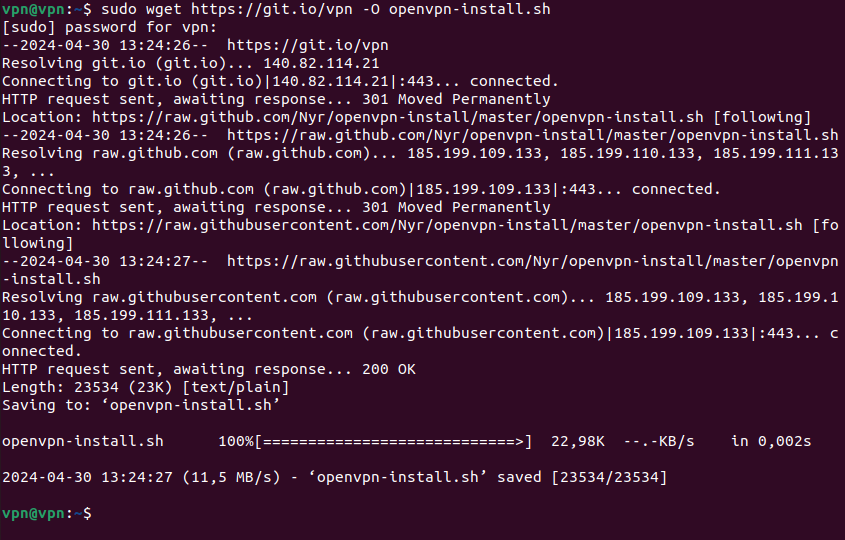 vpn@vpn:~$ sudo wget https://git.io/vpn -O openvpn-install.sh
[sudo] password for vpn:
--2024-04-30 13:24:26--  https://git.io/vpn
Resolving git.io (git.io)... 140.82.114.21
Connecting to git.io (git.io)|140.82.114.21|:443... connected.
HTTP request sent, awaiting response... 301 Moved Permanently
Location: https://raw.github.com/Nyr/openvpn-install/master/openvpn-install.sh [following]
--2024-04-30 13:24:26--  https://raw.github.com/Nyr/openvpn-install/master/openvpn-install.sh
Resolving raw.github.com (raw.github.com)... 185.199.109.133, 185.199.110.133, 185.199.111.13
3, ...
Connecting to raw.github.com (raw.github.com)|185.199.109.133|:443... connected.
HTTP request sent, awaiting response... 301 Moved Permanently
Location: https://raw.githubusercontent.com/Nyr/openvpn-install/master/openvpn-install.sh [fo
llowing]
--2024-04-30 13:24:27--  https://raw.githubusercontent.com/Nyr/openvpn-install/master/openvpn
-install.sh
Resolving raw.githubusercontent.com (raw.githubusercontent.com)... 185.199.109.133, 185.199.1
10.133, 185.199.111.133, ...
Connecting to raw.githubusercontent.com (raw.githubusercontent.com)|185.199.109.133|:443... c
onnected.
HTTP request sent, awaiting response... 200 OK
Length: 23534 (23K) [text/plain]
Saving to: ‘openvpn-install.sh’
openvpn-install.sh      100%[============================>]  22,98K  --.-KB/s    in 0,002s
2024-04-30 13:24:27 (11,5 MB/s) - ‘openvpn-install.sh’ saved [23534/23534]
vpn@vpn:~$